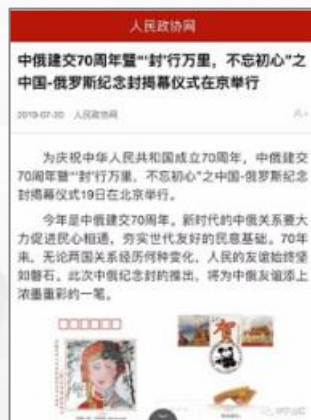 人民政协网
中俄建交70周年暨“‘封’行万里，不忘初心”之
中国-俄罗斯纪念封揭幕仪式在京举行
2019-07-20 人民政协网
A+
为庆祝中华人民共和国成立70周年，中俄建交
70周年暨“‘封’行万里，不忘初心”之中国-俄罗斯纪念
封揭幕仪式19日在北京举行。
今年是中俄建交70周年。新时代的中俄关系要大
力促进民心相通，夯实世代友好的民意基础。70年
来，无论两国关系经历何种变化，人民的友谊始终坚
如磐石。此次中俄纪念封的推出，将为中俄友谊添上
浓墨重彩的一笔。
贺